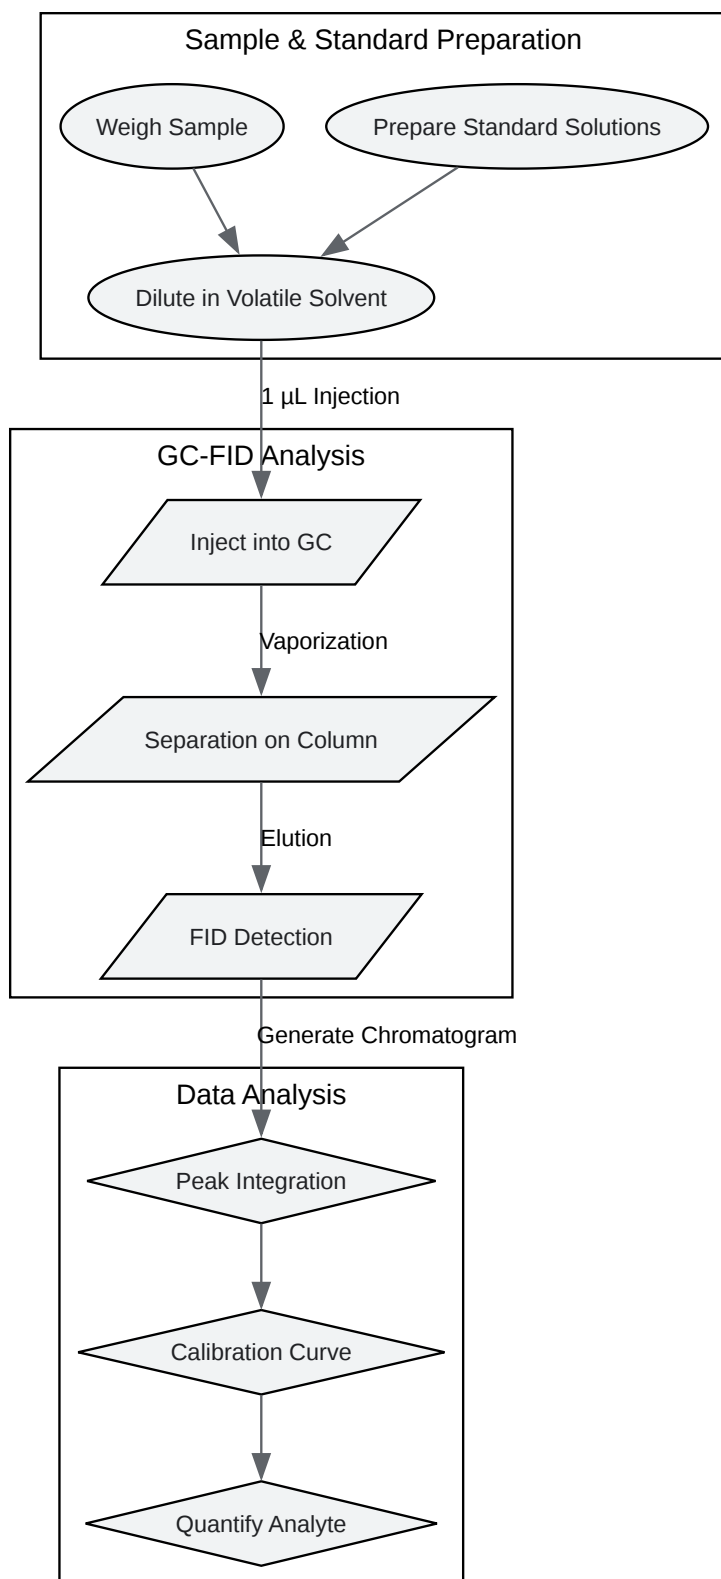 Sample & Standard Preparation
Weigh Sample
Prepare Standard Solutions
Dilute in Volatile Solvent
1 µL Injection
GC-FID Analysis
Inject into GC
Vaporization
Separation on Column
Elution
FID Detection
Generate Chromatogram
Data Analysis
Peak Integration
Calibration Curve
Quantify Analyte